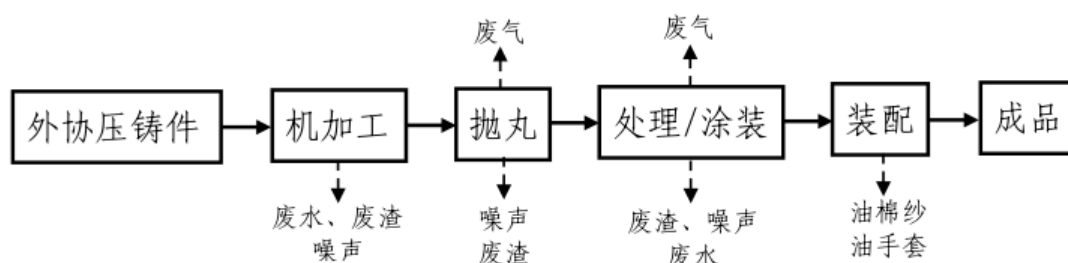 废气
废气
外协压铸件
机加工
抛丸
处理/涂装
装配
成品
废水、废渣
噪声
噪声
废渣
废渣、噪声
废水
油棉纱
油手套